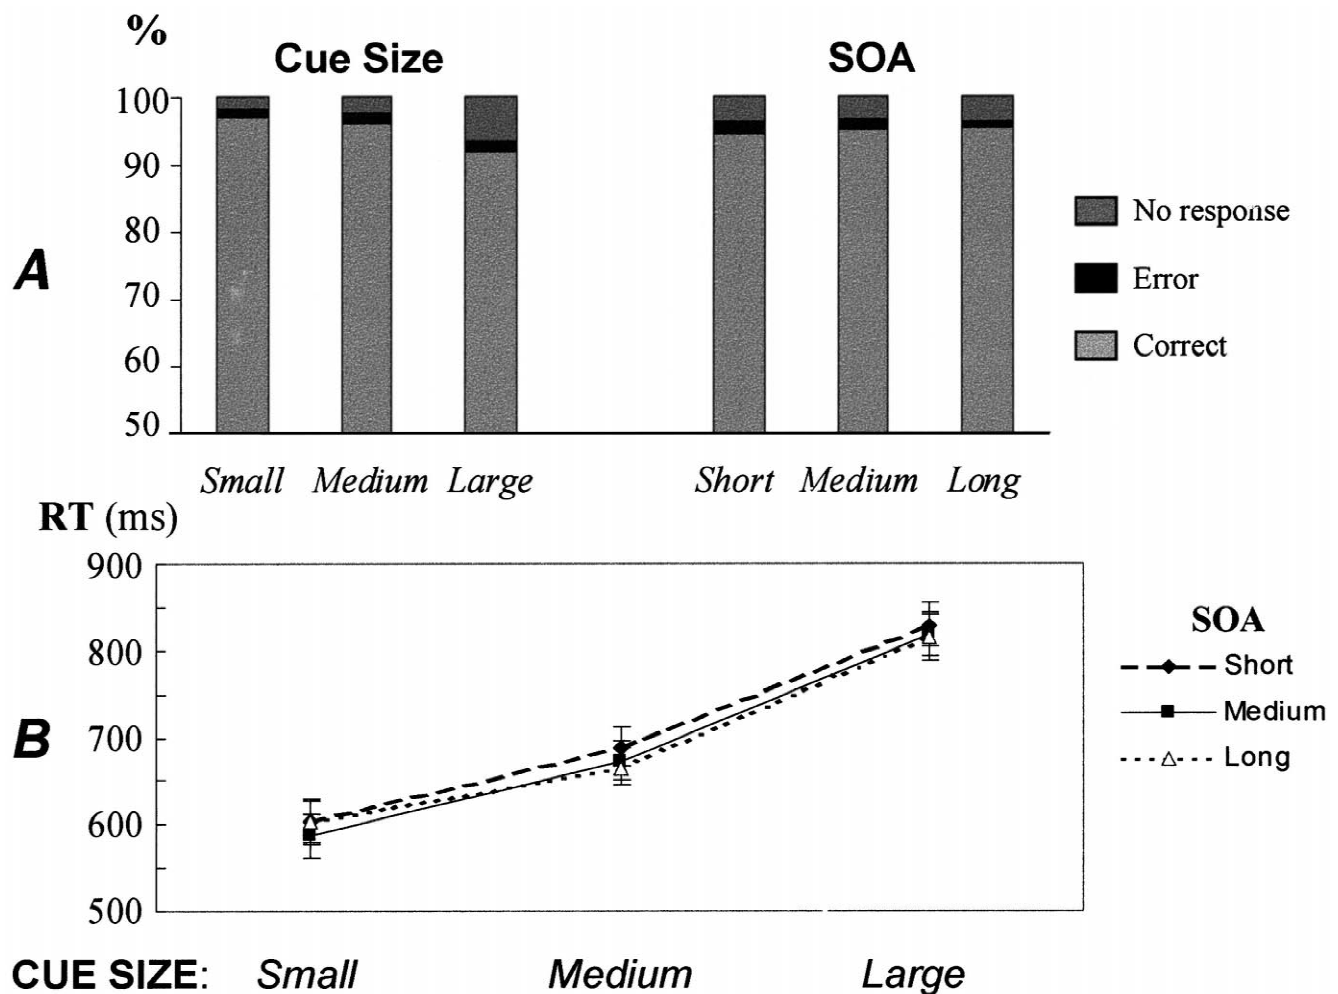 %
Cue Size SOA
100
90
80
70
60
50
A
No response
Error
Correct
Small Medium Large Short Medium Long
RT (ms)
900
800
700
600
500
B
SOA
Short
Medium
Long
CUE SIZE: Small Medium Large